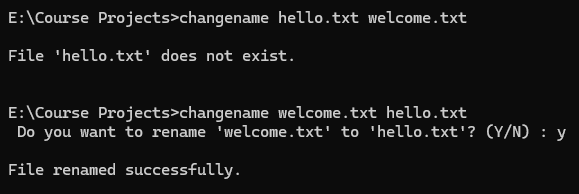 E:\Course Projects>changename hello.txt welcome.txt
File 'hello.txt' does not exist.
E:\Course Projects>changename welcome.txt hello.txt
Do you want to rename 'welcome.txt' to 'hello.txt'? (Y/N) : y
File renamed successfully.